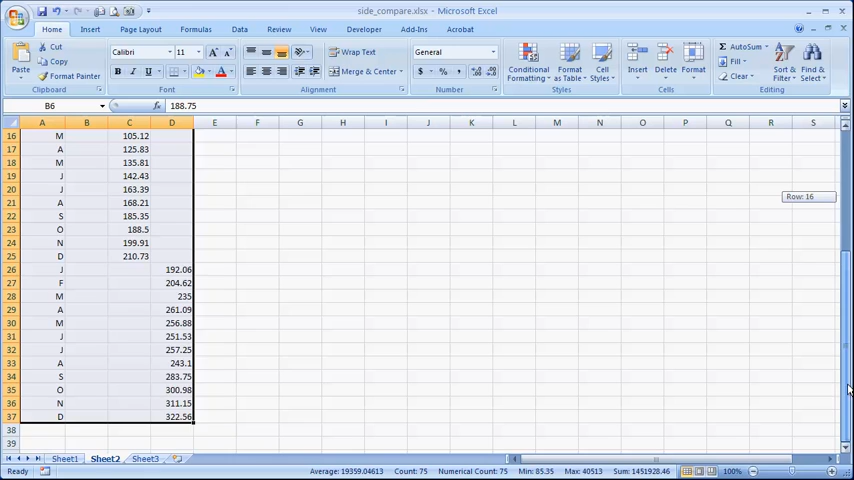 side_compare.xlsx - Microsoft Excel
Home Insert Page Layout Formulas Data Review View Developer Add-Ins Acrobat
Paste
Cut
Copy
Format Painter
Clipboard
Calibri 11
B I U
Font
Wrap Text
Merge & Center
Alignment
General
$ % ,
Number
Conditional Formatting
Format as Table
Cell Styles
Styles
Insert
Delete
Format
Cells
Σ AutoSum
Fill
Clear
Sort & Filter
Find & Select
Editing
B6 fx 188.75
A B C D E F G H I J K L M N O P Q R S
16 M 105.12
17 A 125.83
18 M 135.81
19 J 142.43
20 J 163.39
21 A 168.21
22 S 185.35
23 O 188.5
24 N 199.91
25 D 210.73
26 J 192.06
27 F 204.62
28 M 235
29 A 261.09
30 M 256.88
31 J 251.53
32 J 257.25
33 A 243.1
34 S 283.75
35 O 300.98
36 N 311.15
37 D 322.56
38
39
Row: 16
Sheet1 Sheet2 Sheet3
Ready Average: 19359.04613 Count: 75 Numerical Count: 75 Min: 85.35 Max: 40513 Sum: 1451928.46 100%